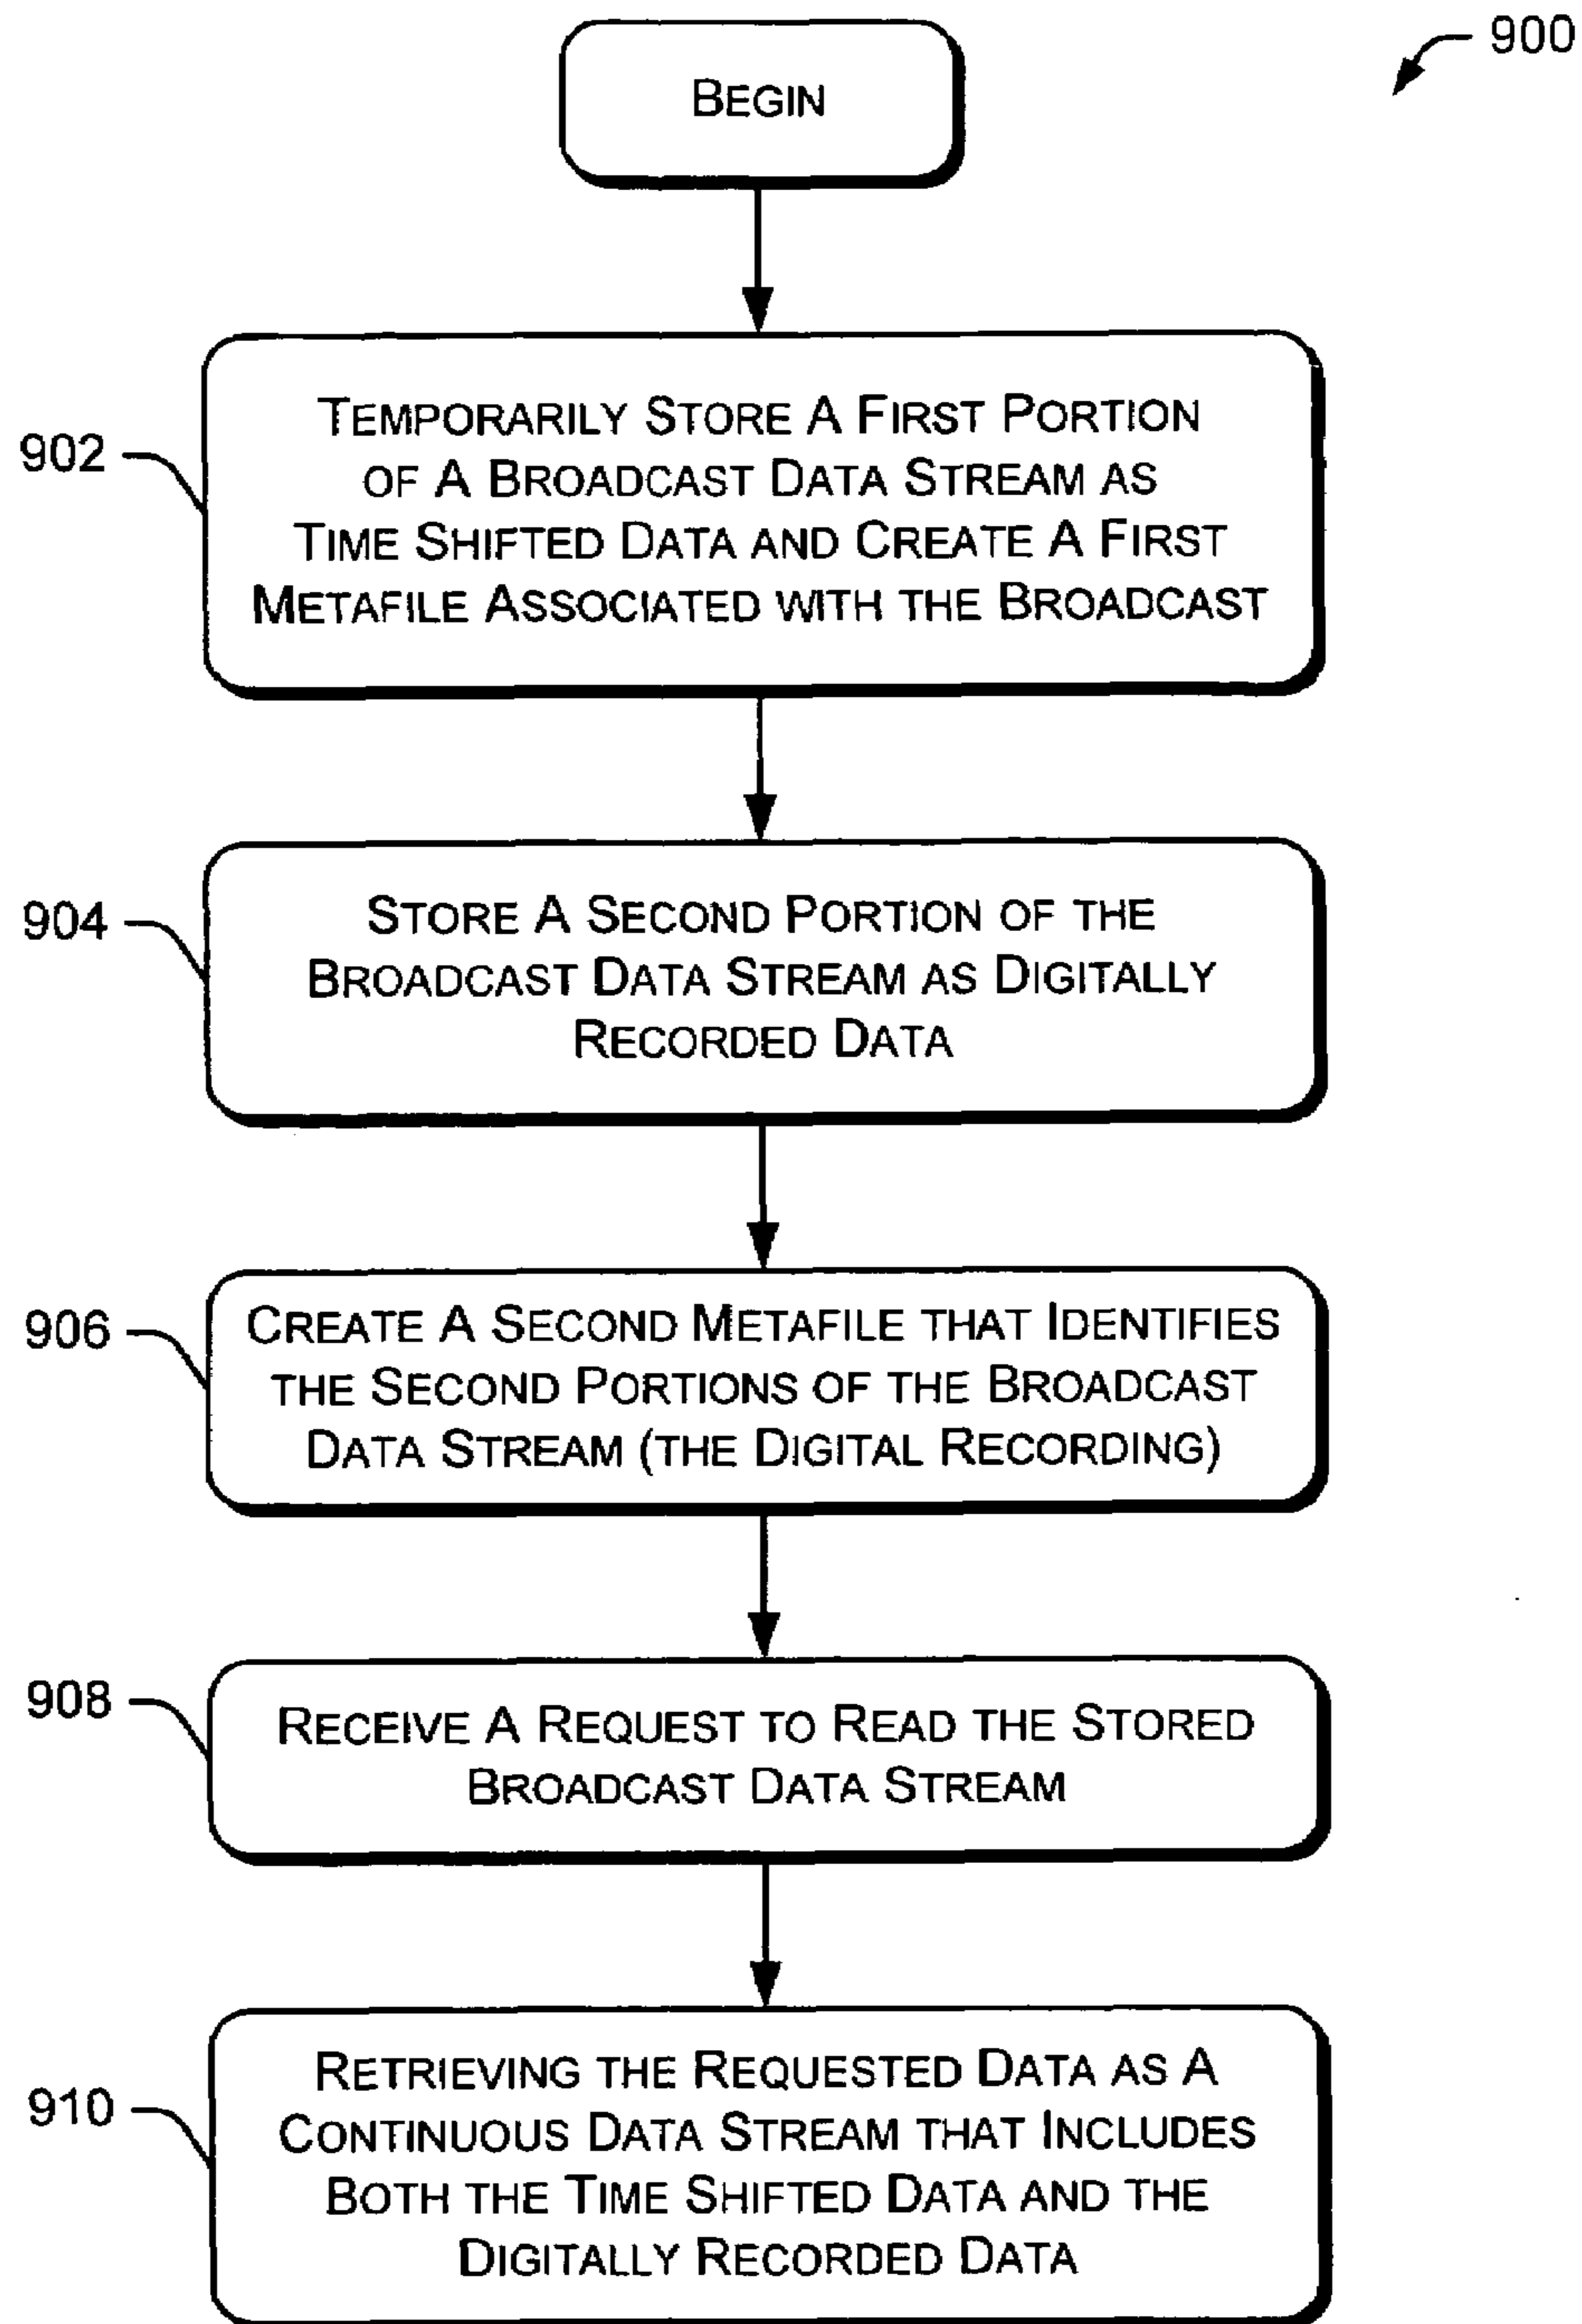 900
BEGIN
902
TEMPORARILY STORE A FIRST PORTION
OF A BROADCAST DATA STREAM AS
TIME SHIFTED DATA AND CREATE A FIRST
METAFILE ASSOCIATED WITH THE BROADCAST
904
STORE A SECOND PORTION OF THE
BROADCAST DATA STREAM AS DIGITALLY
RECORDED DATA
906
CREATE A SECOND METAFILE THAT IDENTIFIES
THE SECOND PORTIONS OF THE BROADCAST
DATA STREAM (THE DIGITAL RECORDING)
908
RECEIVE A REQUEST TO READ THE STORED
BROADCAST DATA STREAM
910
RETRIEVING THE REQUESTED DATA AS A
CONTINUOUS DATA STREAM THAT INCLUDES
BOTH THE TIME SHIFTED DATA AND THE
DIGITALLY RECORDED DATA